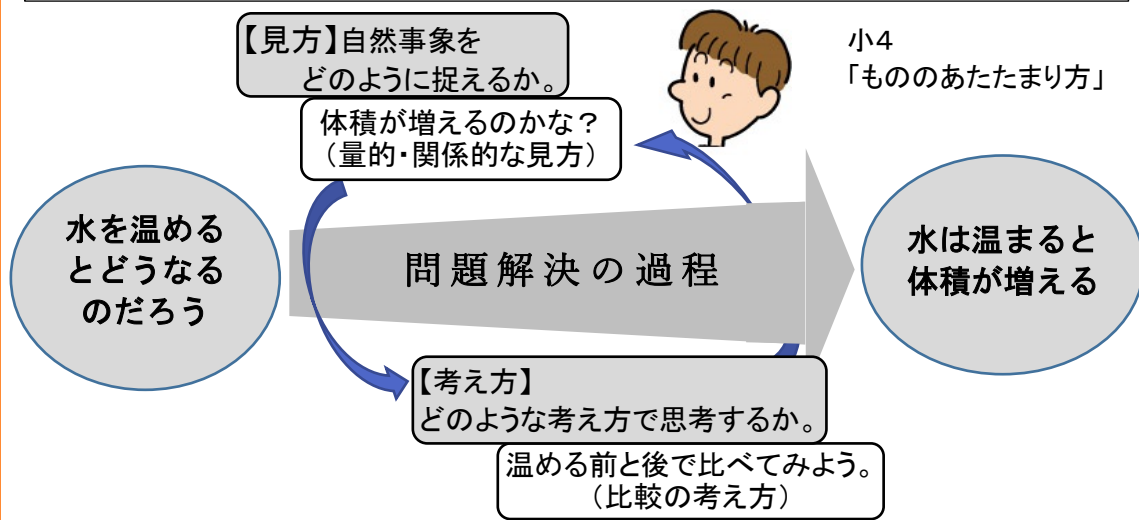 【見方】自然事象を
どのように捉えるか。
体積が増えるのかな？
（量的・関係的な見方）
小４
「もののあたたまり方」
水を温める
とどうなる
のだろう
問題解決の過程
水は温まると
体積が増える
【考え方】
どのような考え方で思考するか。
温める前と後で比べてみよう。
（比較の考え方）